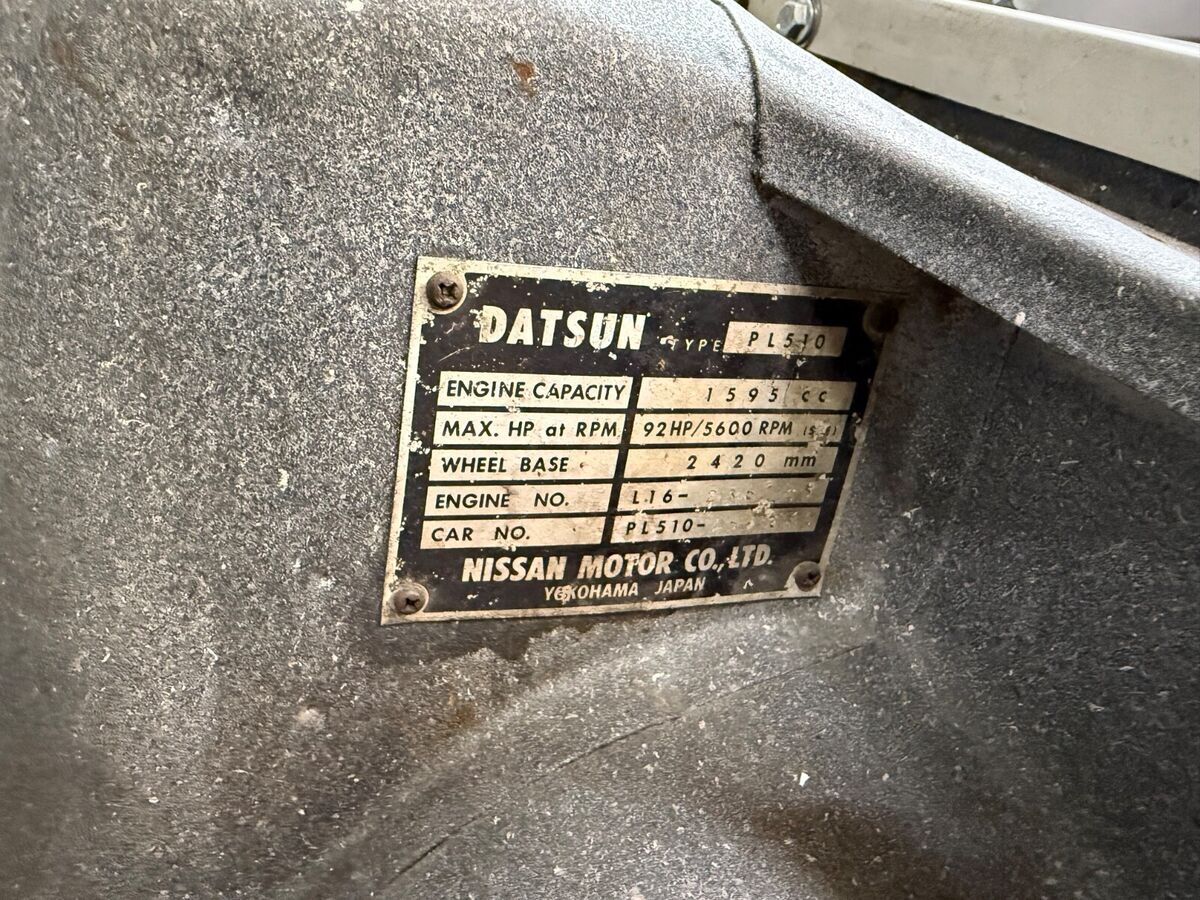 DATSUN TYPE PL510
ENGINE CAPACITY 1595 cc
MAX. HP at RPM 92HP/5600 RPM
WHEEL BASE 2420 mm
ENGINE NO. L16-
CAR NO. PL510-
NISSAN MOTOR CO., LTD.
YOKOHAMA JAPAN